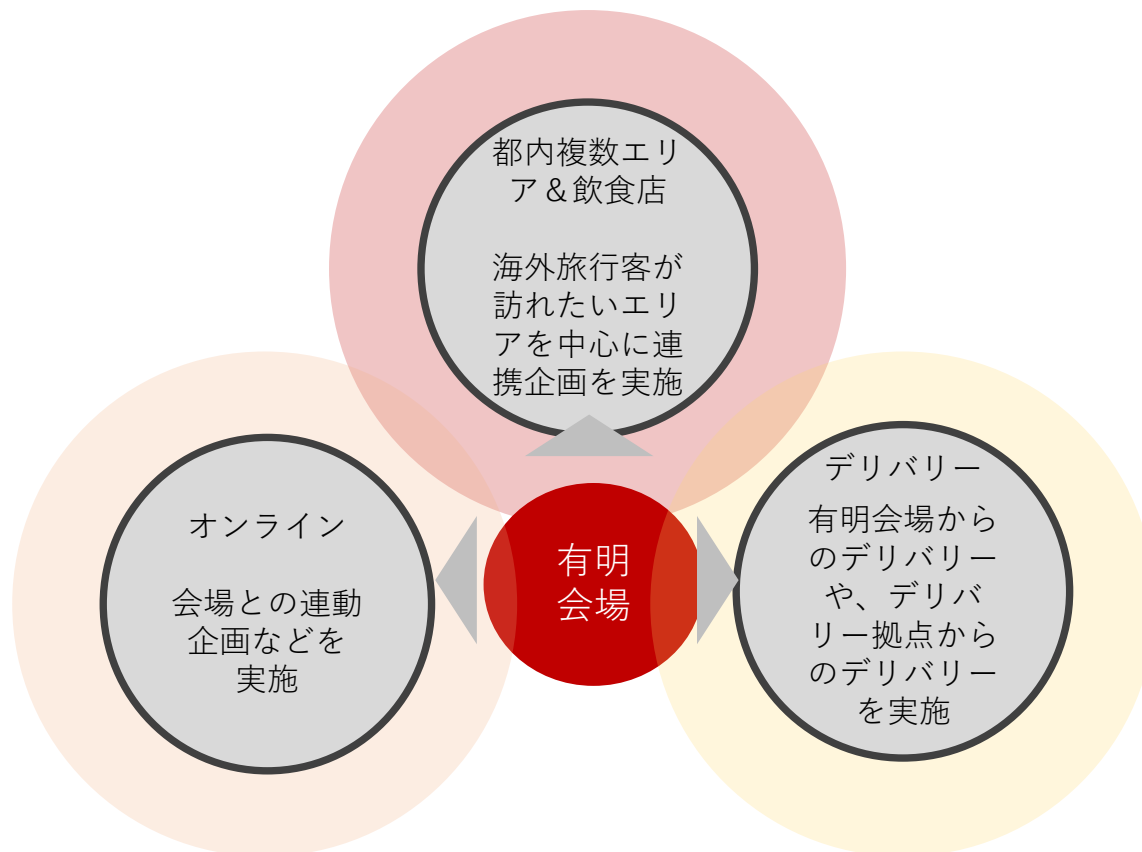 都内複数エリ
ア＆飲食店
海外旅行客が
訪れたいエリ
アを中心に連
携企画を実施
オンライン
会場との連動
企画などを
実施
有明
会場
デリバリー
有明会場から
のデリバリー
や、デリバ
リー拠点から
のデリバリー
を実施